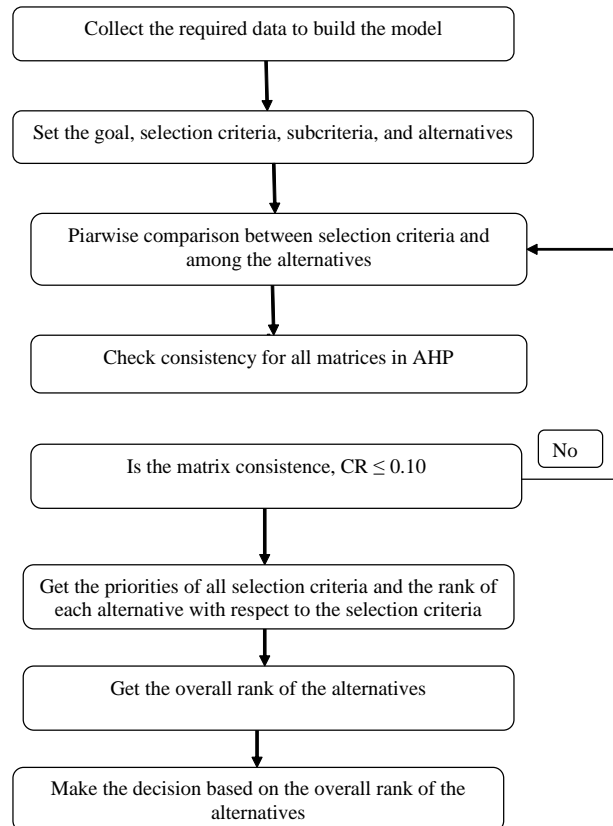 Collect the required data to build the model
Set the goal, selection criteria, subcriteria, and alternatives
Piarwise comparison between selection criteria and
among the alternatives
Check consistency for all matrices in AHP
Is the matrix consistence, CR ≤ 0.10
No
Get the priorities of all selection criteria and the rank of
each alternative with respect to the selection criteria
Get the overall rank of the alternatives
Make the decision based on the overall rank of the
alternatives